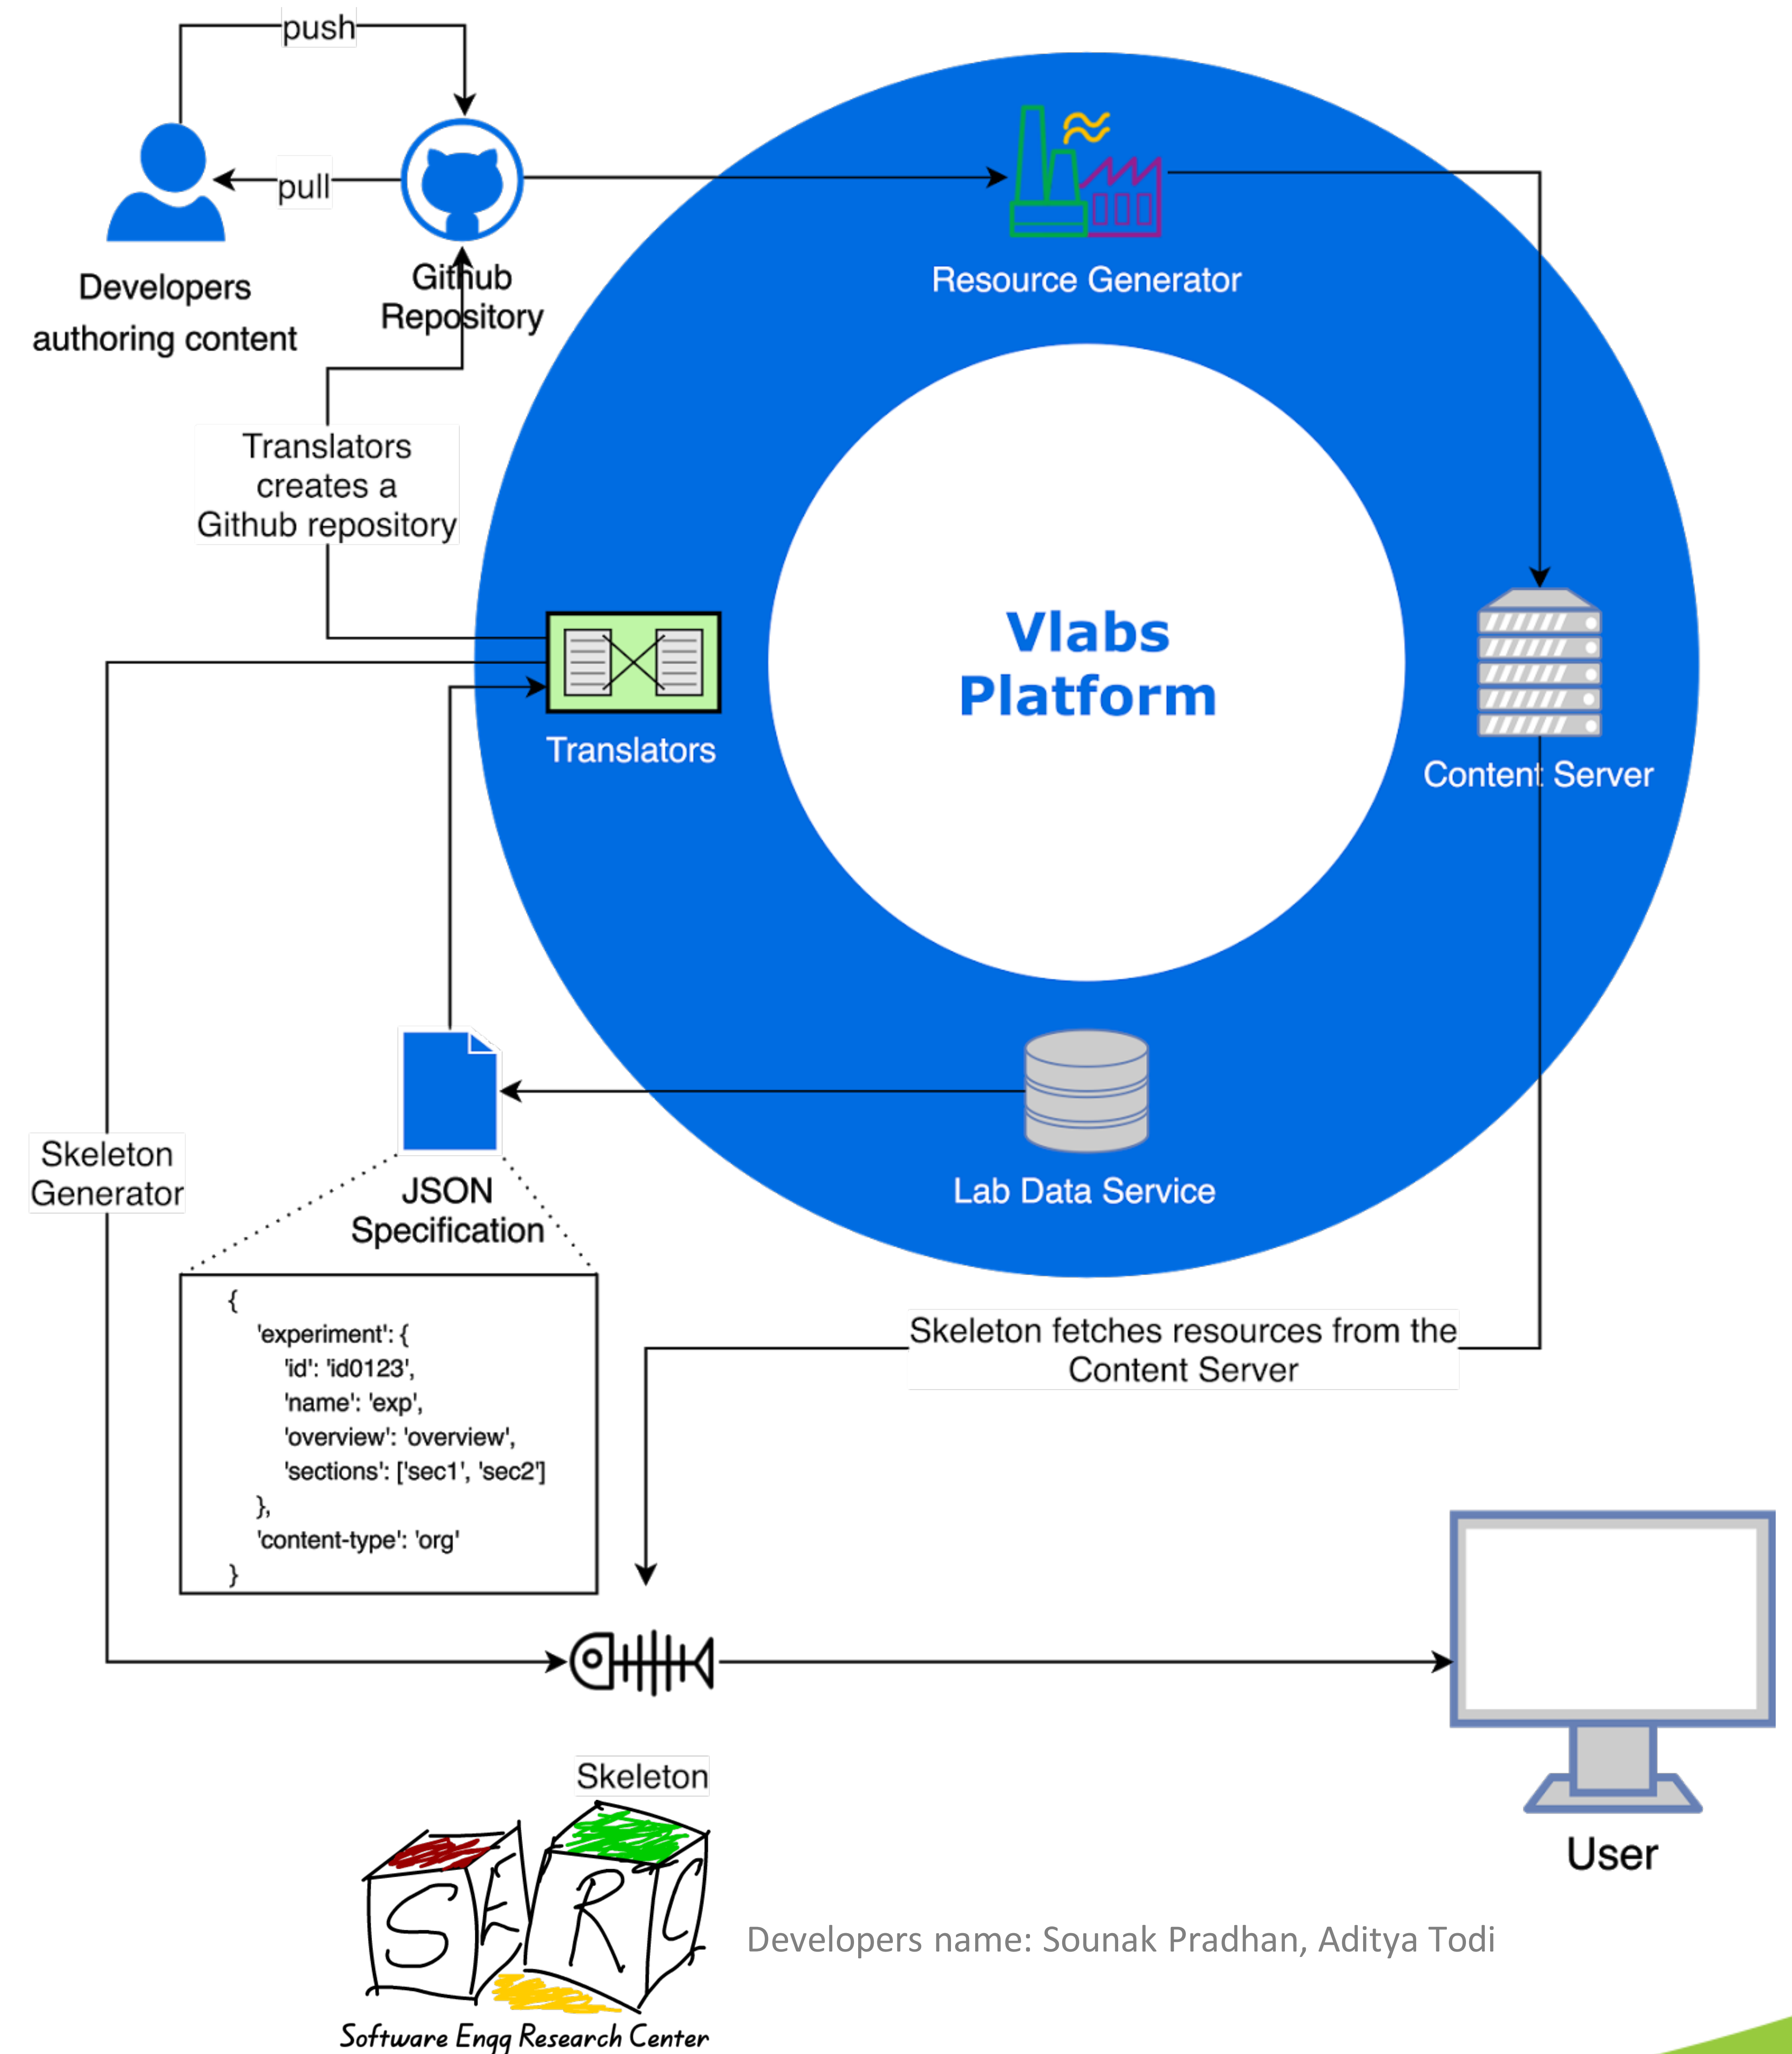 push
pull
Developers
authoring content
Github
Repository
Resource Generator
Translators
creates a
Github repository
Vlabs
Platform
Translators
Content Server
Skeleton
Generator
JSON
Specification
Lab Data Service
{
'experiment': {
'id': 'id0123',
'name': 'exp',
'overview': 'overview',
'sections': ['sec1', 'sec2']
},
'content-type': 'org'
}
Skeleton fetches resources from the
Content Server
Skeleton
User
SERC
Developers name: Sounak Pradhan, Aditya Todi
Software Engg Research Center